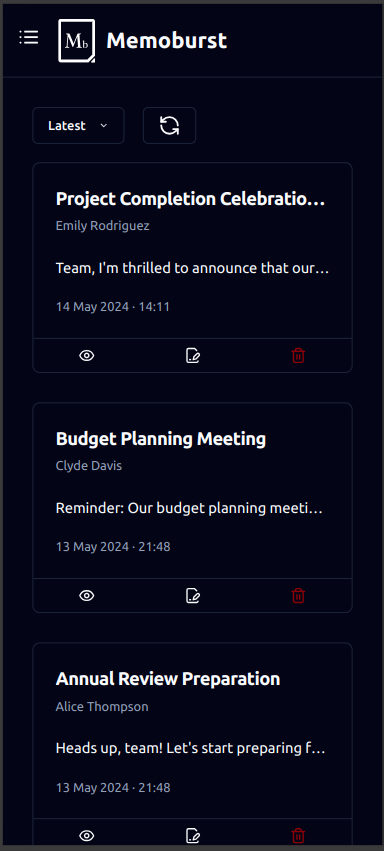 Mb Memoburst
Latest
Project Completion Celebratio...
Emily Rodriguez
Team, I'm thrilled to announce that our...
14 May 2024 · 14:11
Budget Planning Meeting
Clyde Davis
Reminder: Our budget planning meeti...
13 May 2024 · 21:48
Annual Review Preparation
Alice Thompson
Heads up, team! Let's start preparing f...
13 May 2024 · 21:48